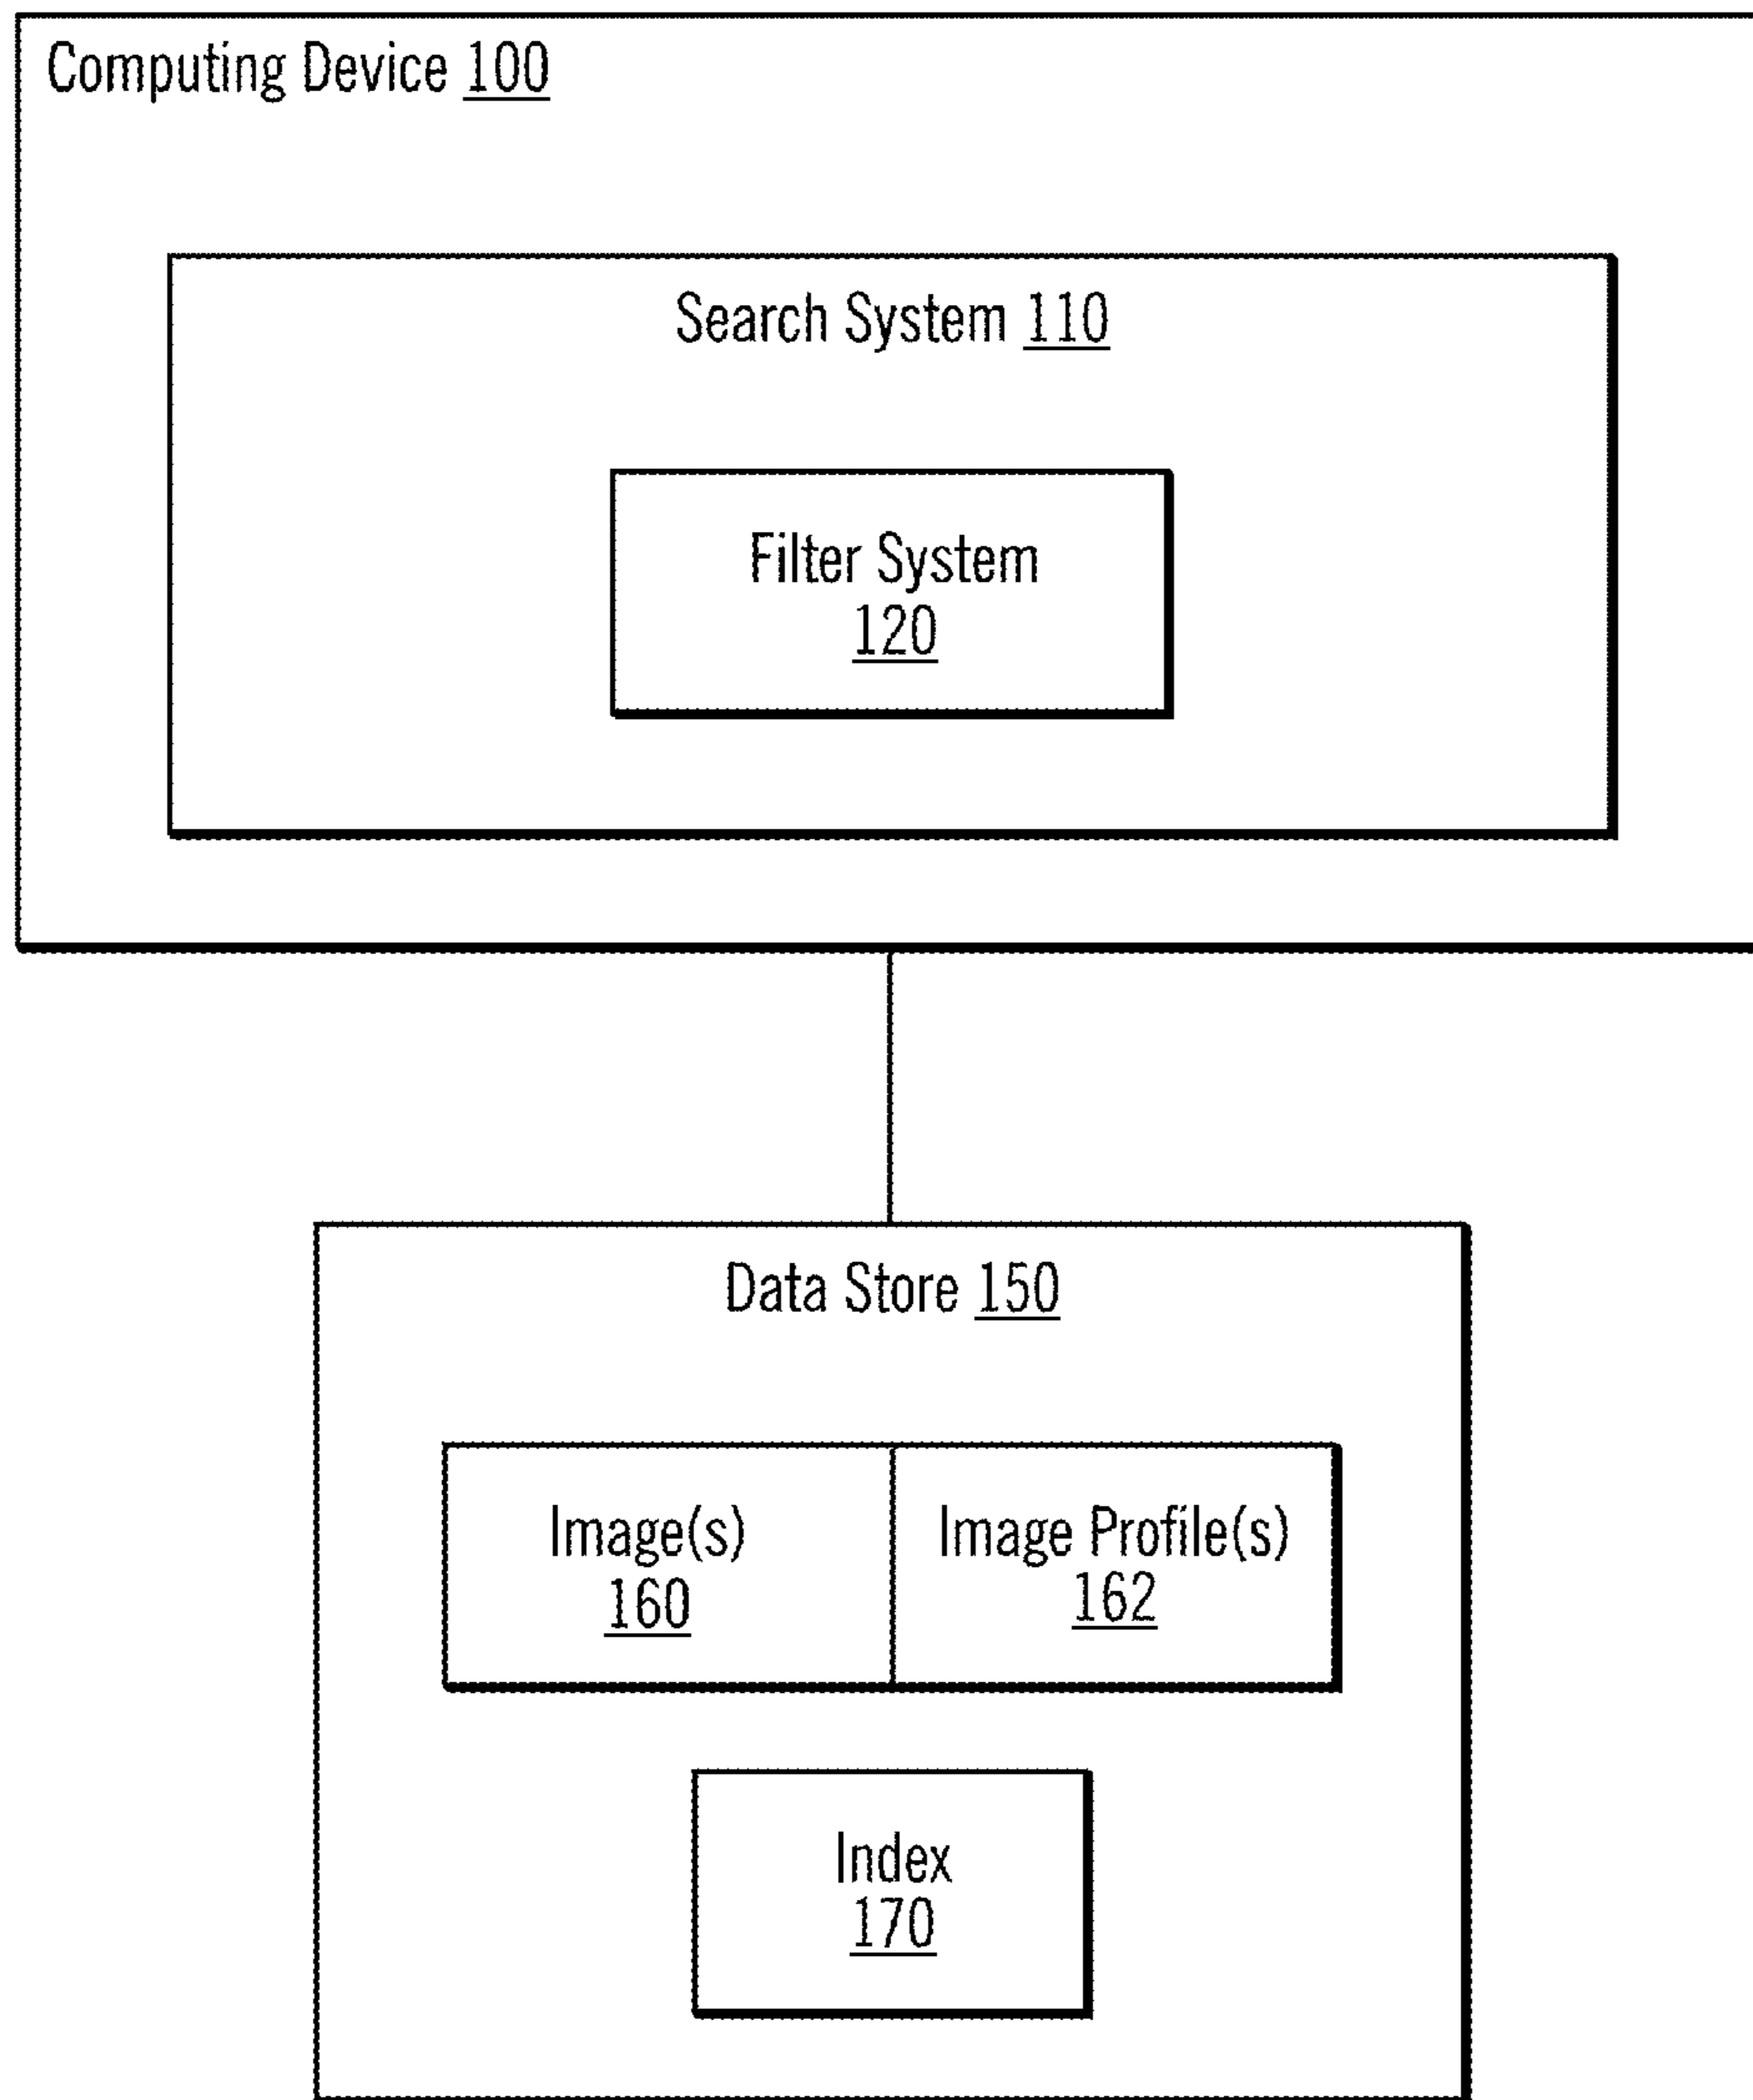 Computing Device 100
Search System 110
Filter System
120
Data Store 150
Image(s)
160
Image Profile(s)
162
Index
170